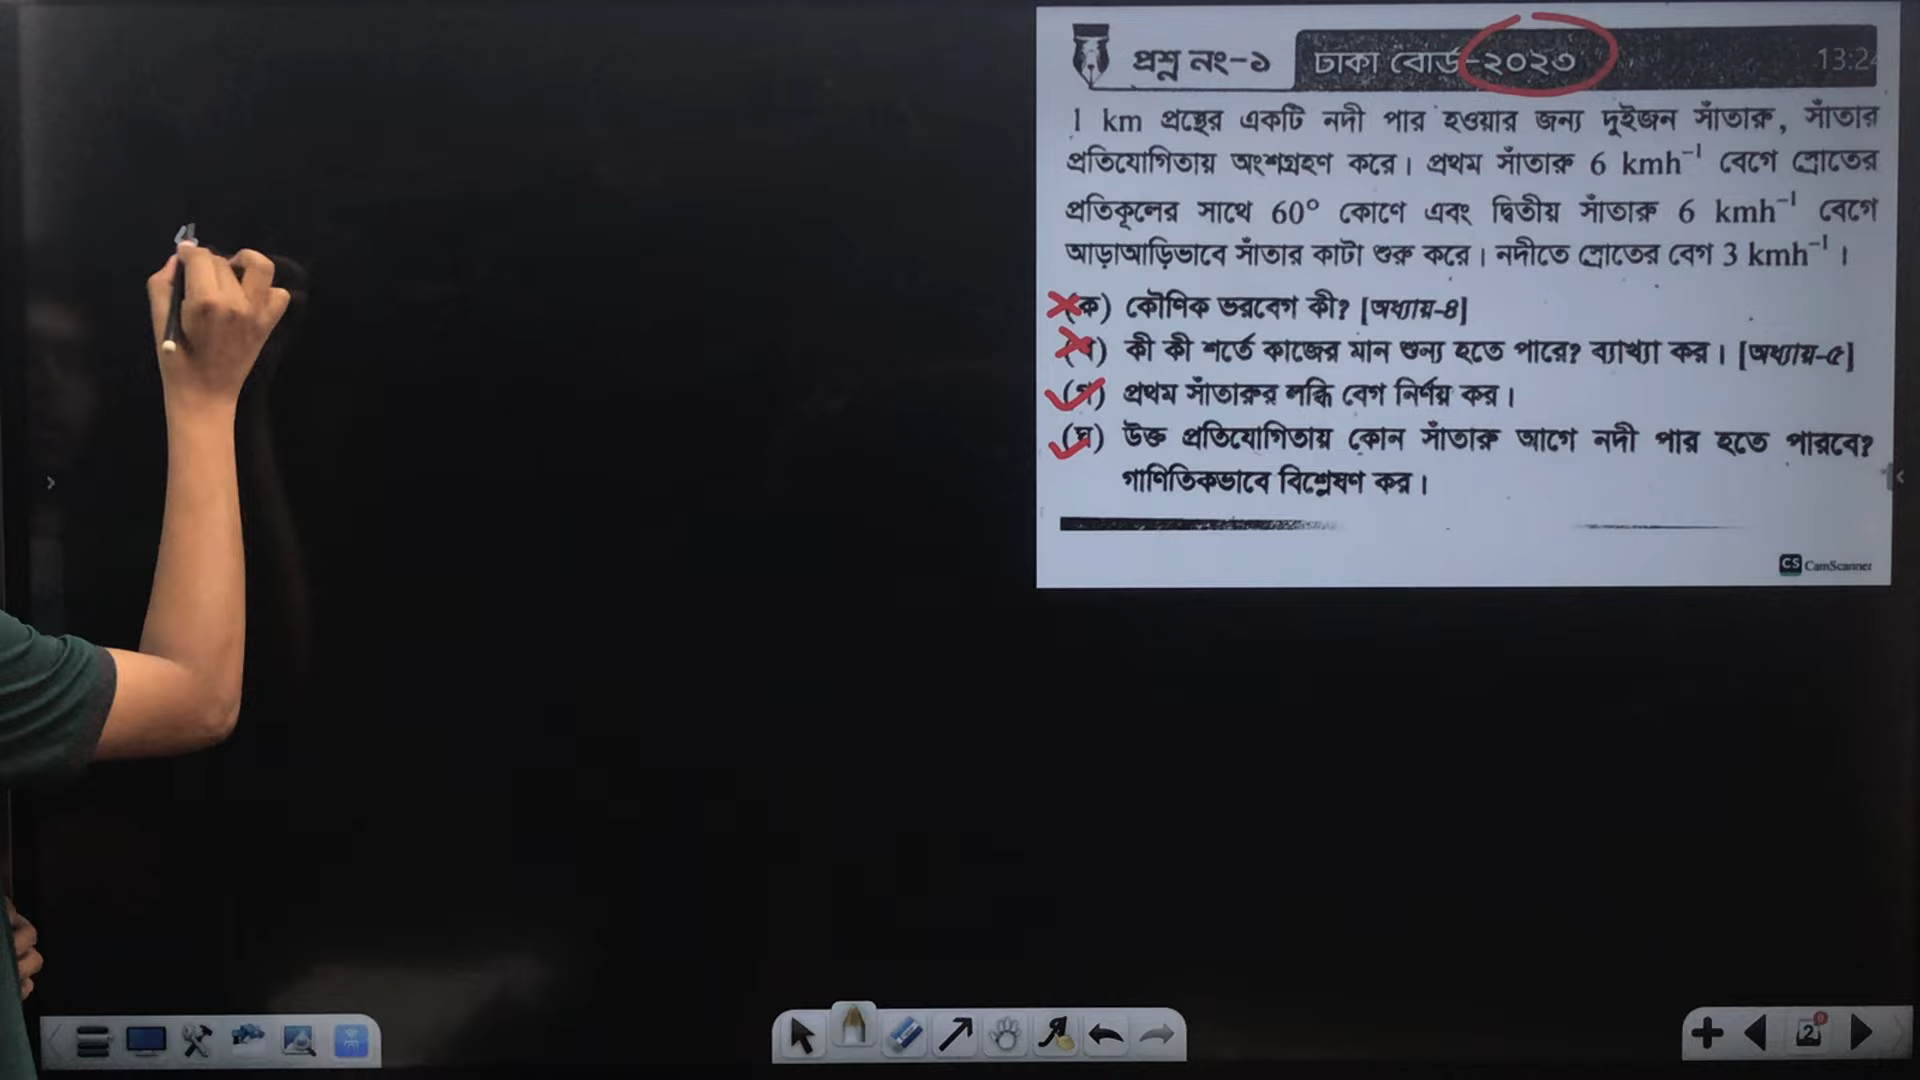 প্রশ্ন নং-১ ঢাকা বোর্ড-২০২৩ 13:24
1 km প্রস্থের একটি নদী পার হওয়ার জন্য দুইজন সাঁতারু, সাঁতার
প্রতিযোগিতায় অংশগ্রহণ করে। প্রথম সাঁতারু 6 kmh⁻¹ বেগে স্রোতের
প্রতিকূলের সাথে 60° কোণে এবং দ্বিতীয় সাঁতারু 6 kmh⁻¹ বেগে
আড়াআড়িভাবে সাঁতার কাটা শুরু করে। নদীতে স্রোতের বেগ 3 kmh⁻¹।
(ক) কৌণিক ভরবেগ কী? [অধ্যায়-৪]
(খ) কী কী শর্তে কাজের মান শুন্য হতে পারে? ব্যাখ্যা কর। [অধ্যায়-৫]
(গ) প্রথম সাঁতারুর লব্ধি বেগ নির্ণয় কর।
(ঘ) উক্ত প্রতিযোগিতায় কোন সাঁতারু আগে নদী পার হতে পারবে?
গাণিতিকভাবে বিশ্লেষণ কর।
CS CamScanner
2